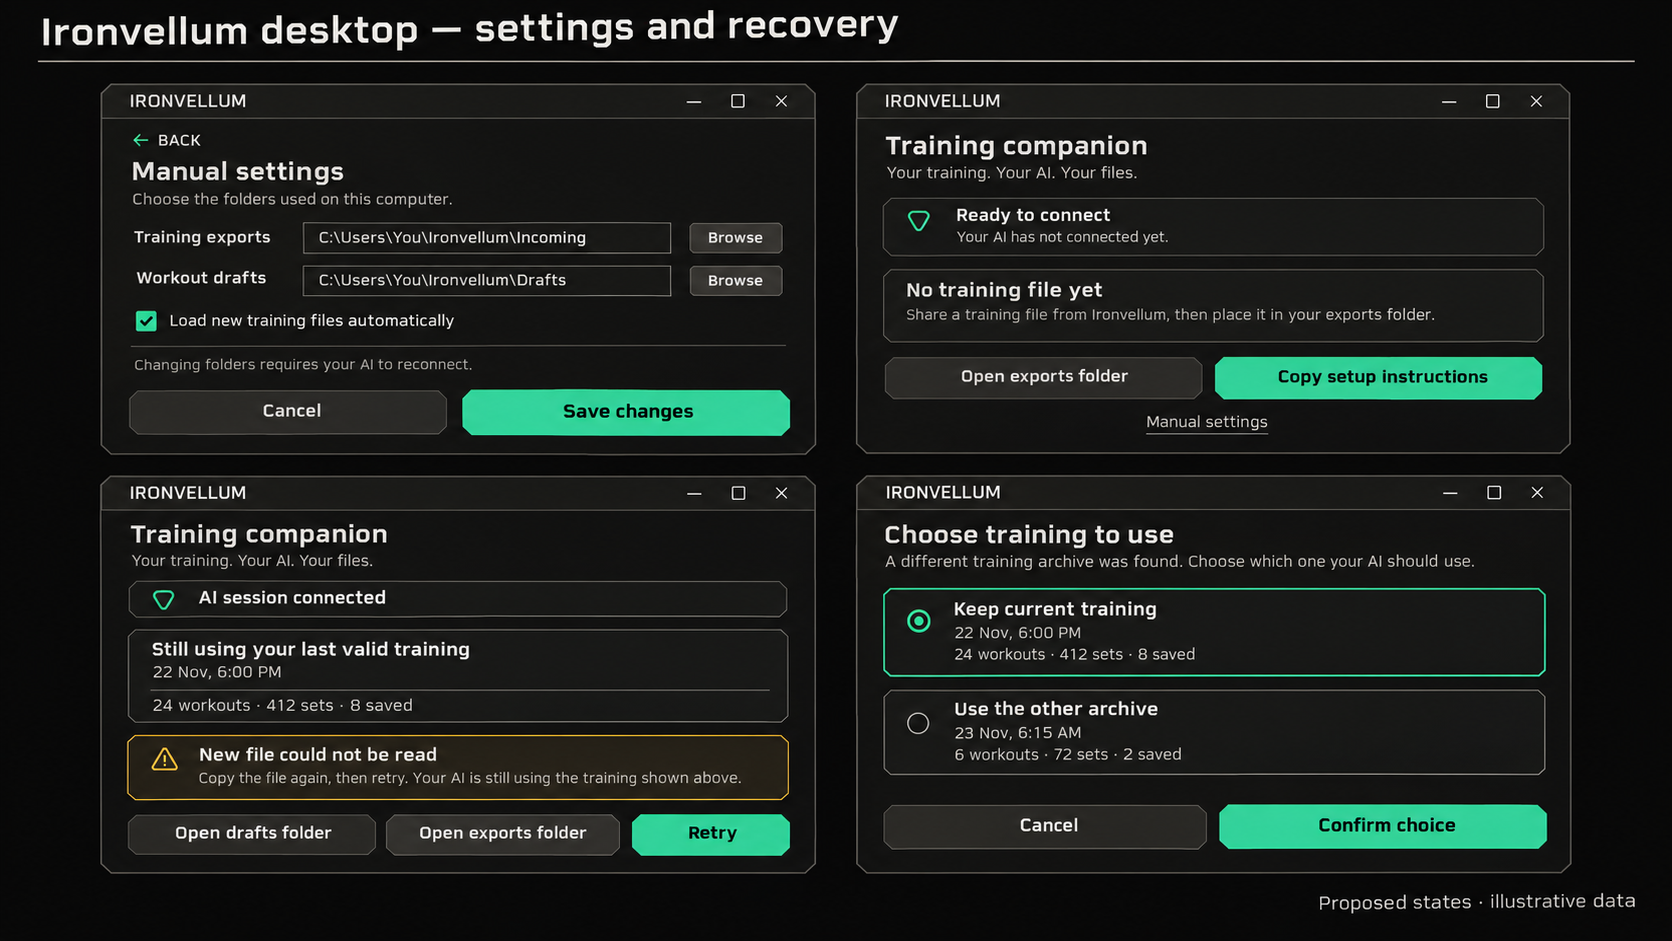 Ironvellum desktop — settings and recovery
IRONVELLUM
← BACK
Manual settings
Choose the folders used on this computer.
Training exports
C:\Users\You\Ironvellum\Incoming
Browse
Workout drafts
C:\Users\You\Ironvellum\Drafts
Browse
Load new training files automatically
Changing folders requires your AI to reconnect.
Cancel
Save changes
IRONVELLUM
Training companion
Your training. Your AI. Your files.
Ready to connect
Your AI has not connected yet.
No training file yet
Share a training file from Ironvellum, then place it in your exports folder.
Open exports folder
Copy setup instructions
Manual settings
IRONVELLUM
Training companion
Your training. Your AI. Your files.
AI session connected
Still using your last valid training
22 Nov, 6:00 PM
24 workouts · 412 sets · 8 saved
New file could not be read
Copy the file again, then retry. Your AI is still using the training shown above.
Open drafts folder
Open exports folder
Retry
IRONVELLUM
Choose training to use
A different training archive was found. Choose which one your AI should use.
Keep current training
22 Nov, 6:00 PM
24 workouts · 412 sets · 8 saved
Use the other archive
23 Nov, 6:15 AM
6 workouts · 72 sets · 2 saved
Cancel
Confirm choice
Proposed states · illustrative data